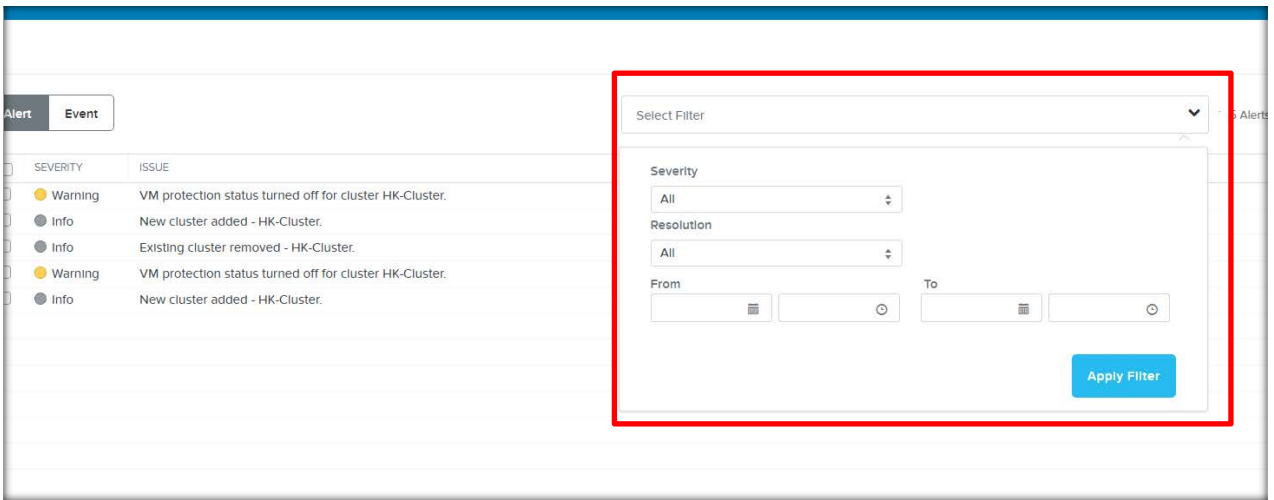 Alert Event
Select Filter
5 Alerts
SEVERITY ISSUE
Warning VM protection status turned off for cluster HK-Cluster.
Info New cluster added - HK-Cluster.
Info Existing cluster removed - HK-Cluster.
Warning VM protection status turned off for cluster HK-Cluster.
Info New cluster added - HK-Cluster.
Severity
All
Resolution
All
From To
Apply Filter